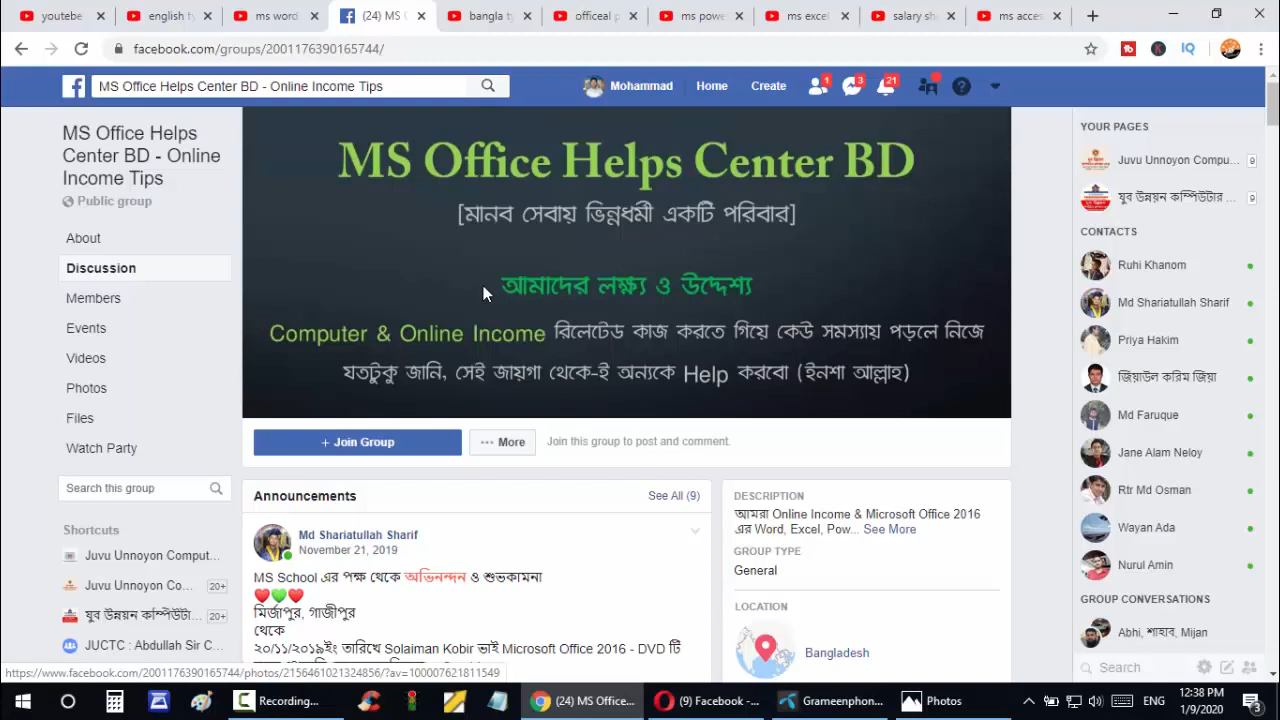 youtebe
english ty
ms word
(24) MS O
bangla ty
officeal p
ms powe
ms excel
salary sh
ms acces
facebook.com/groups/2001176390165744/
MS Office Helps Center BD - Online Income Tips
Mohammad
Home
Create
1
3
21
MS Office Helps
Center BD - Online
Income Tips
Public group
About
Discussion
Members
Events
Videos
Photos
Files
Watch Party
Search this group
Shortcuts
Juvu Unnoyon Comput...
Juvu Unnoyon Co... 20+
যুব উন্নয়ন কম্পিউটা... 20+
JUCTC : Abdullah Sir C...
MS Office Helps Center BD
[মানব সেবায় ভিন্নধর্মী একটি পরিবার]
আমাদের লক্ষ্য ও উদ্দেশ্য
Computer & Online Income রিলেটেড কাজ করতে গিয়ে কেউ সমস্যায় পড়লে নিজে
যতটুকু জানি, সেই জায়গা থেকে-ই অন্যকে Help করবো (ইনশা আল্লাহ)
+ Join Group
More
Join this group to post and comment.
Announcements
See All (9)
Md Shariatullah Sharif
November 21, 2019
MS School এর পক্ষ থেকে অভিনন্দন ও শুভকামনা
মির্জাপুর, গাজীপুর
থেকে
২০/১১/২০১৯ইং তারিখে Solaiman Kobir ভাই Microsoft Office 2016 - DVD টি
DESCRIPTION
আমরা Online Income & Microsoft Office 2016
এর Word, Excel, Pow... See More
GROUP TYPE
General
LOCATION
Bangladesh
YOUR PAGES
Juvu Unnoyon Compu... 9
যুব উন্নয়ন কম্পিউটার ... 9
CONTACTS
Ruhi Khanom
Md Shariatullah Sharif
Priya Hakim
জিয়াউল করিম জিয়া
Md Faruque
Jane Alam Neloy
Rtr Md Osman
Wayan Ada
Nurul Amin
GROUP CONVERSATIONS
Abhi, শাহাব, Mijan
Search
https://www.facebook.com/2001176390165744/photos/2156461021324856/?av=100007621811549
Recording...
(24) MS Office...
(9) Facebook - ...
Grameenphon...
Photos
ENG
12:38 PM
1/9/2020
3